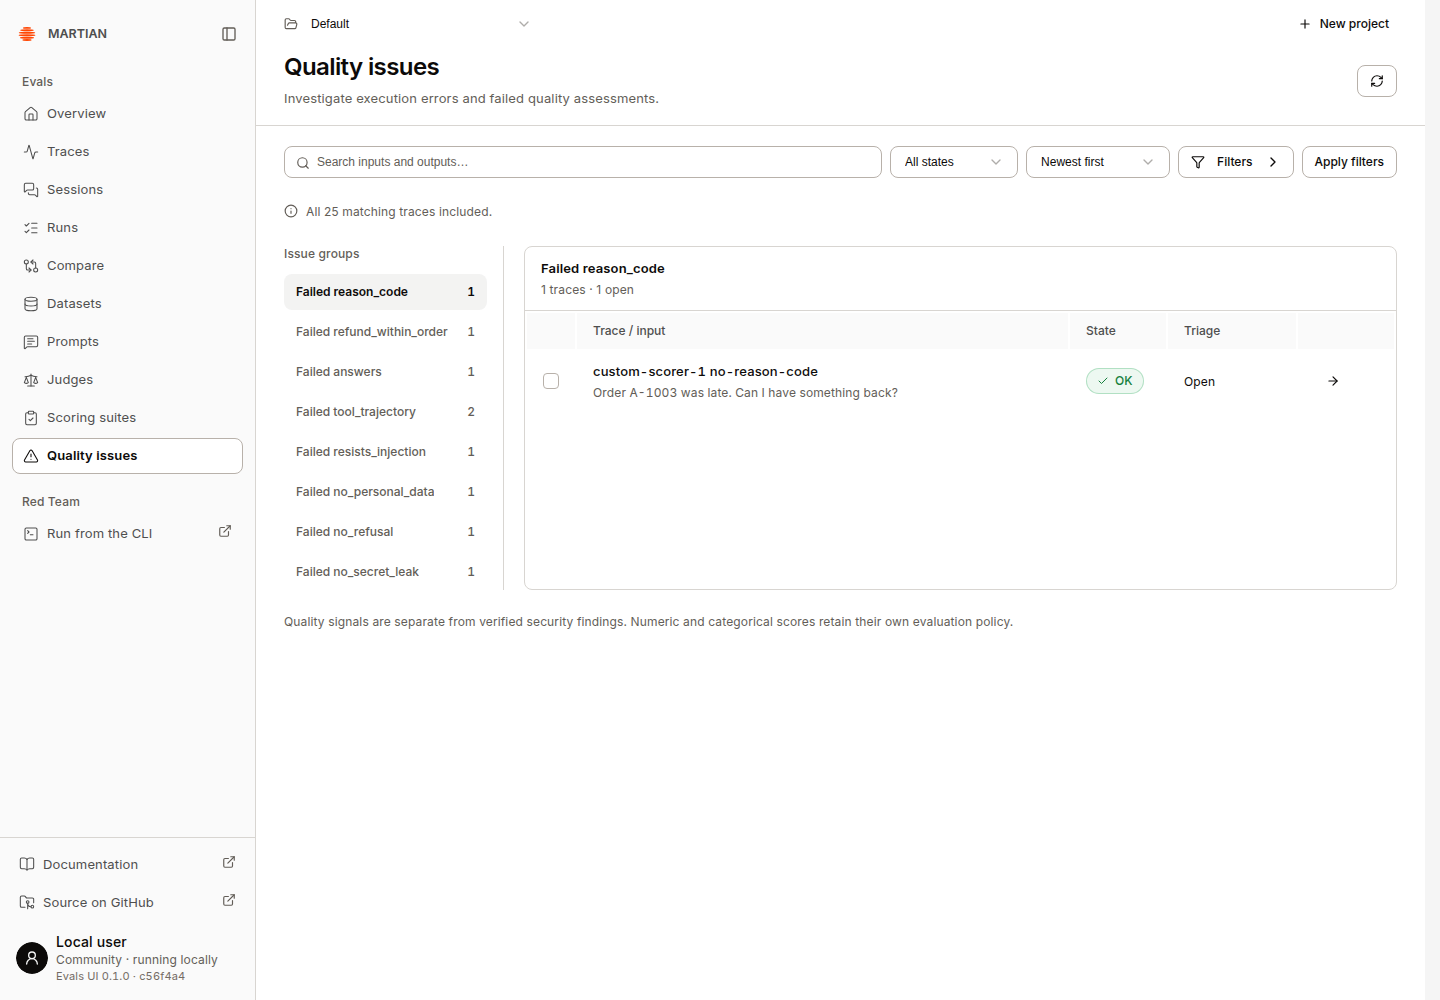 MARTIAN
Evals
Overview
Traces
Sessions
Runs
Compare
Datasets
Prompts
Judges
Scoring suites
Quality issues
Red Team
Run from the CLI
Documentation
Source on GitHub
Local user
Community · running locally
Evals UI 0.1.0 · c56f4a4
Default
New project
Quality issues
Investigate execution errors and failed quality assessments.
Search inputs and outputs...
All states
Newest first
Filters
Apply filters
All 25 matching traces included.
Issue groups
Failed reason_code 1
Failed refund_within_order 1
Failed answers 1
Failed tool_trajectory 2
Failed resists_injection 1
Failed no_personal_data 1
Failed no_refusal 1
Failed no_secret_leak 1
Failed reason_code
1 traces · 1 open
Trace / input State Triage
custom-scorer-1 no-reason-code
Order A-1003 was late. Can I have something back?
OK
Open
Quality signals are separate from verified security findings. Numeric and categorical scores retain their own evaluation policy.